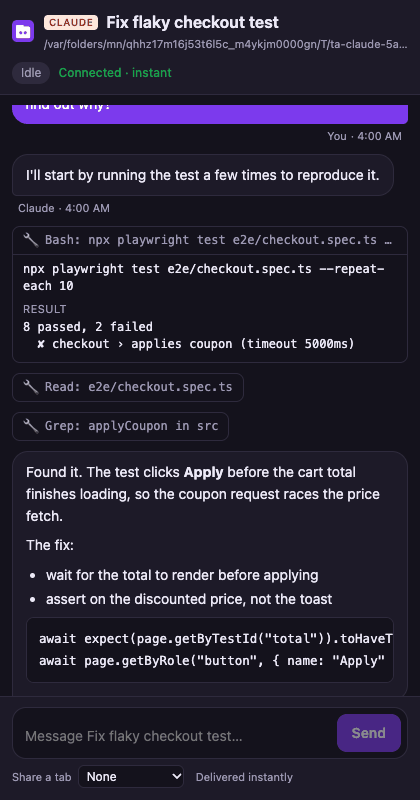 CLAUDE Fix flaky checkout test
/var/folders/mn/qhhz17m16j53t6l5c_m4ykjm0000gn/T/ta-claude-5a…
Idle Connected · instant
find out why?
You · 4:00 AM
I'll start by running the test a few times to reproduce it.
Claude · 4:00 AM
Bash: npx playwright test e2e/checkout.spec.ts …
npx playwright test e2e/checkout.spec.ts --repeat-
each 10
RESULT
8 passed, 2 failed
✘ checkout › applies coupon (timeout 5000ms)
Read: e2e/checkout.spec.ts
Grep: applyCoupon in src
Found it. The test clicks Apply before the cart total
finishes loading, so the coupon request races the price
fetch.
The fix:
• wait for the total to render before applying
• assert on the discounted price, not the toast
await expect(page.getByTestId("total")).toHaveT
await page.getByRole("button", { name: "Apply"
Message Fix flaky checkout test…
Send
Share a tab None Delivered instantly